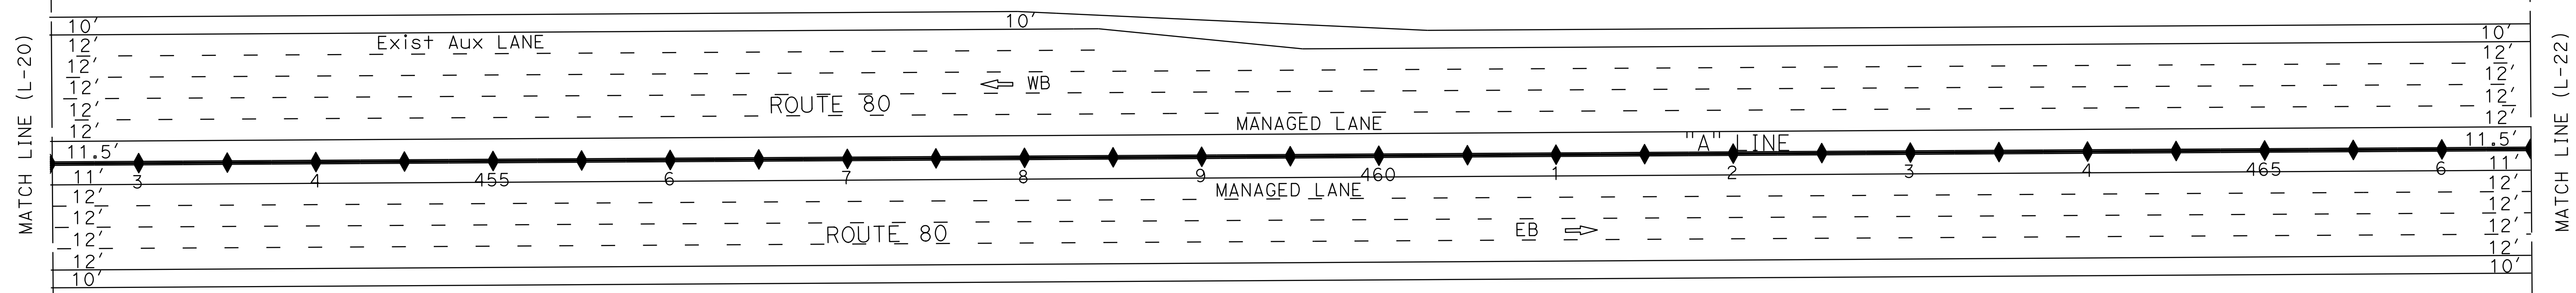 MATCH LINE (L-20)
10'
12'
12'
12'
12'
12'
11.5'
11'
12'
12'
12'
12'
10'
Exist Aux LANE
10'
WB
ROUTE 80
MANAGED LANE
"A" LINE
3 4 455 6 7 8 9 460 1 2 3 4 465 6
MANAGED LANE
ROUTE 80
EB
10'
12'
12'
12'
12'
11.5'
11'
12'
12'
12'
12'
10'
MATCH LINE (L-22)